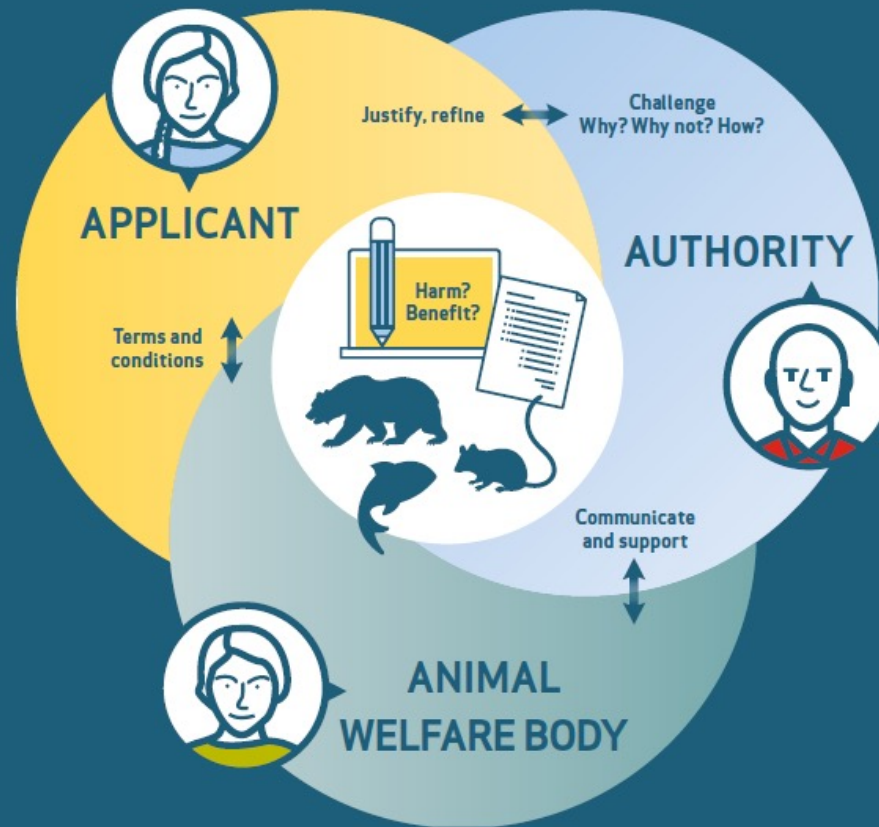 Justify, refine
Challenge
Why? Why not? How?
APPLICANT
AUTHORITY
Harm?
Benefit?
Terms and
conditions
Communicate
and support
ANIMAL
WELFARE BODY